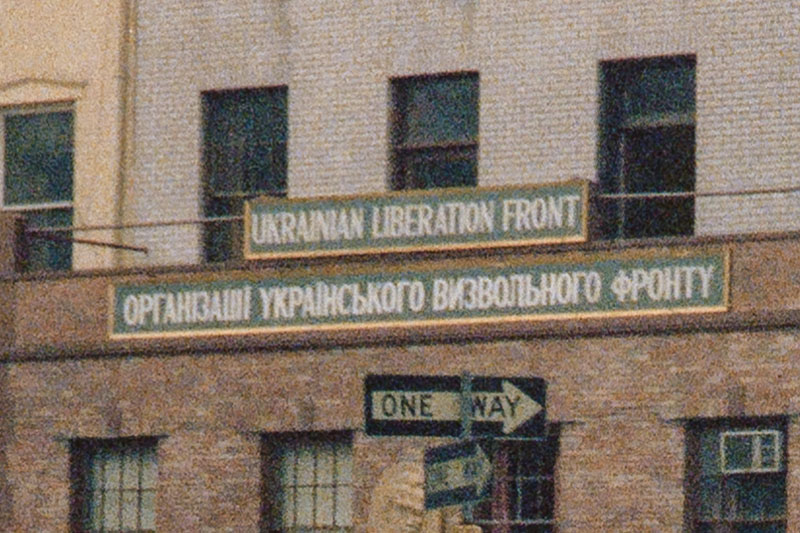 UKRAINIAN LIBERATION FRONT
ОРГАНІЗАЦІЇ УКРАЇНСЬКОГО ВИЗВОЛЬНОГО ФРОНТУ
ONE WAY